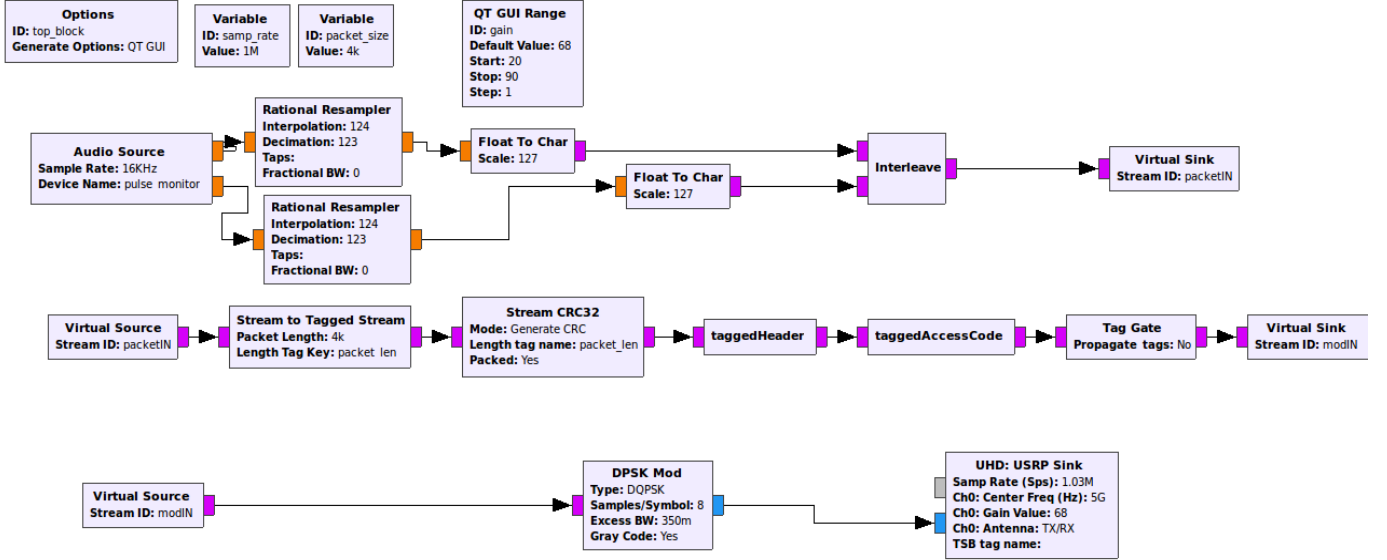 Options
ID: top_block
Generate Options: QT GUI
Variable
ID: samp_rate
Value: 1M
Variable
ID: packet_size
Value: 4k
QT GUI Range
ID: gain
Default Value: 68
Start: 20
Stop: 90
Step: 1
Audio Source
Sample Rate: 16KHz
Device Name: pulse_monitor
Rational Resampler
Interpolation: 124
Decimation: 123
Taps:
Fractional BW: 0
Rational Resampler
Interpolation: 124
Decimation: 123
Taps:
Fractional BW: 0
Float To Char
Scale: 127
Float To Char
Scale: 127
Interleave
Virtual Sink
Stream ID: packetIN
Virtual Source
Stream ID: packetIN
Stream to Tagged Stream
Packet Length: 4k
Length Tag Key: packet_len
Stream CRC32
Mode: Generate CRC
Length tag name: packet_len
Packed: Yes
taggedHeader
taggedAccessCode
Tag Gate
Propagate_tags: No
Virtual Sink
Stream ID: modIN
Virtual Source
Stream ID: modIN
DPSK Mod
Type: DQPSK
Samples/Symbol: 8
Excess BW: 350m
Gray Code: Yes
UHD: USRP Sink
Samp Rate (Sps): 1.03M
Ch0: Center Freq (Hz): 5G
Ch0: Gain Value: 68
Ch0: Antenna: TX/RX
TSB tag name: